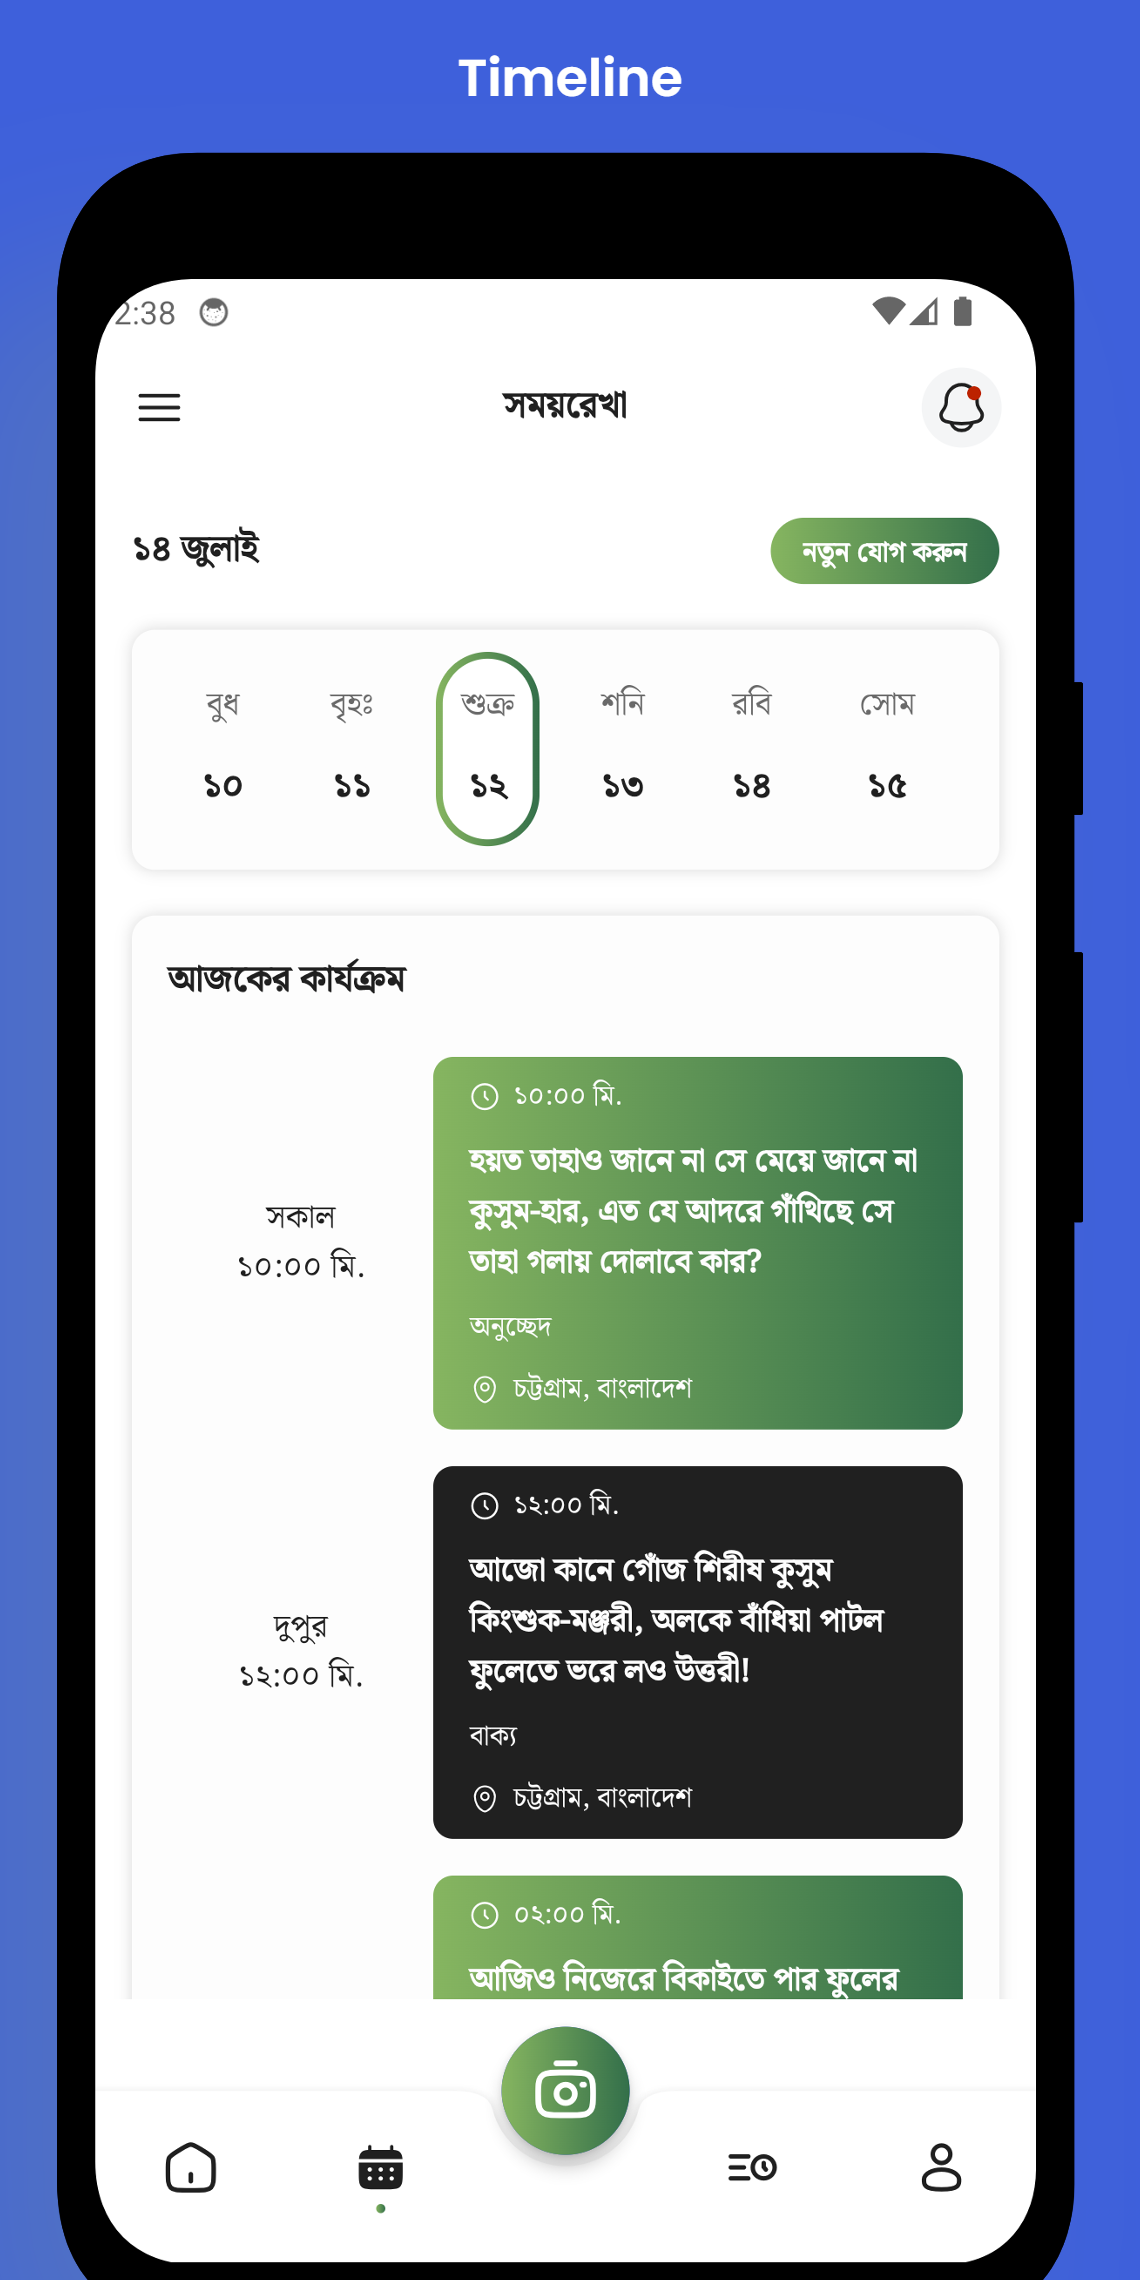 Timeline
2:38
সময়রেখা
১৪ জুলাই
নতুন যোগ করুন
বুধ বৃহঃ শুক্র শনি রবি সোম
১০ ১১ ১২ ১৩ ১৪ ১৫
আজকের কার্যক্রম
সকাল
১০:০০ মি.
১০:০০ মি.
হয়ত তাহাও জানে না সে মেয়ে জানে না
কুসুম-হার, এত যে আদরে গাঁথিছে সে
তাহা গলায় দোলাবে কার?
অনুচ্ছেদ
চট্টগ্রাম, বাংলাদেশ
দুপুর
১২:০০ মি.
১২:০০ মি.
আজো কানে গোঁজ শিরীষ কুসুম
কিংশুক-মঞ্জরী, অলকে বাঁধিয়া পাটল
ফুলেতে ভরে লও উত্তরী!
বাক্য
চট্টগ্রাম, বাংলাদেশ
০২:০০ মি.
আজিও নিজেরে বিকাইতে পার ফুলের